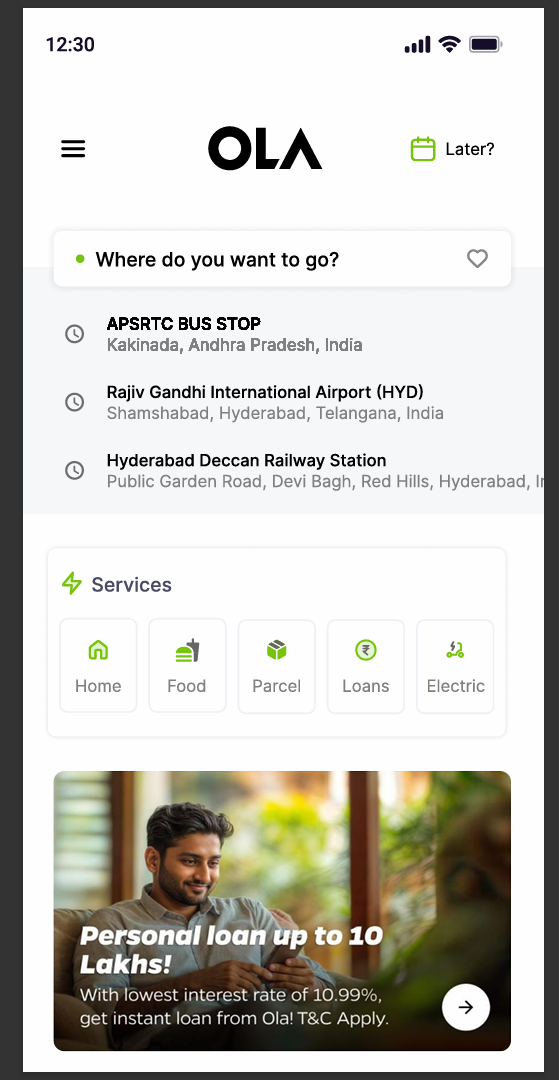 12:30
OLA
Later?
Where do you want to go?
APSRTC BUS STOP
Kakinada, Andhra Pradesh, India
Rajiv Gandhi International Airport (HYD)
Shamshabad, Hyderabad, Telangana, India
Hyderabad Deccan Railway Station
Public Garden Road, Devi Bagh, Red Hills, Hyderabad,
Services
Home Food Parcel Loans Electric
Personal loan up to 10
Lakhs!
With lowest interest rate of 10.99%,
get instant loan from Ola! T&C Apply.